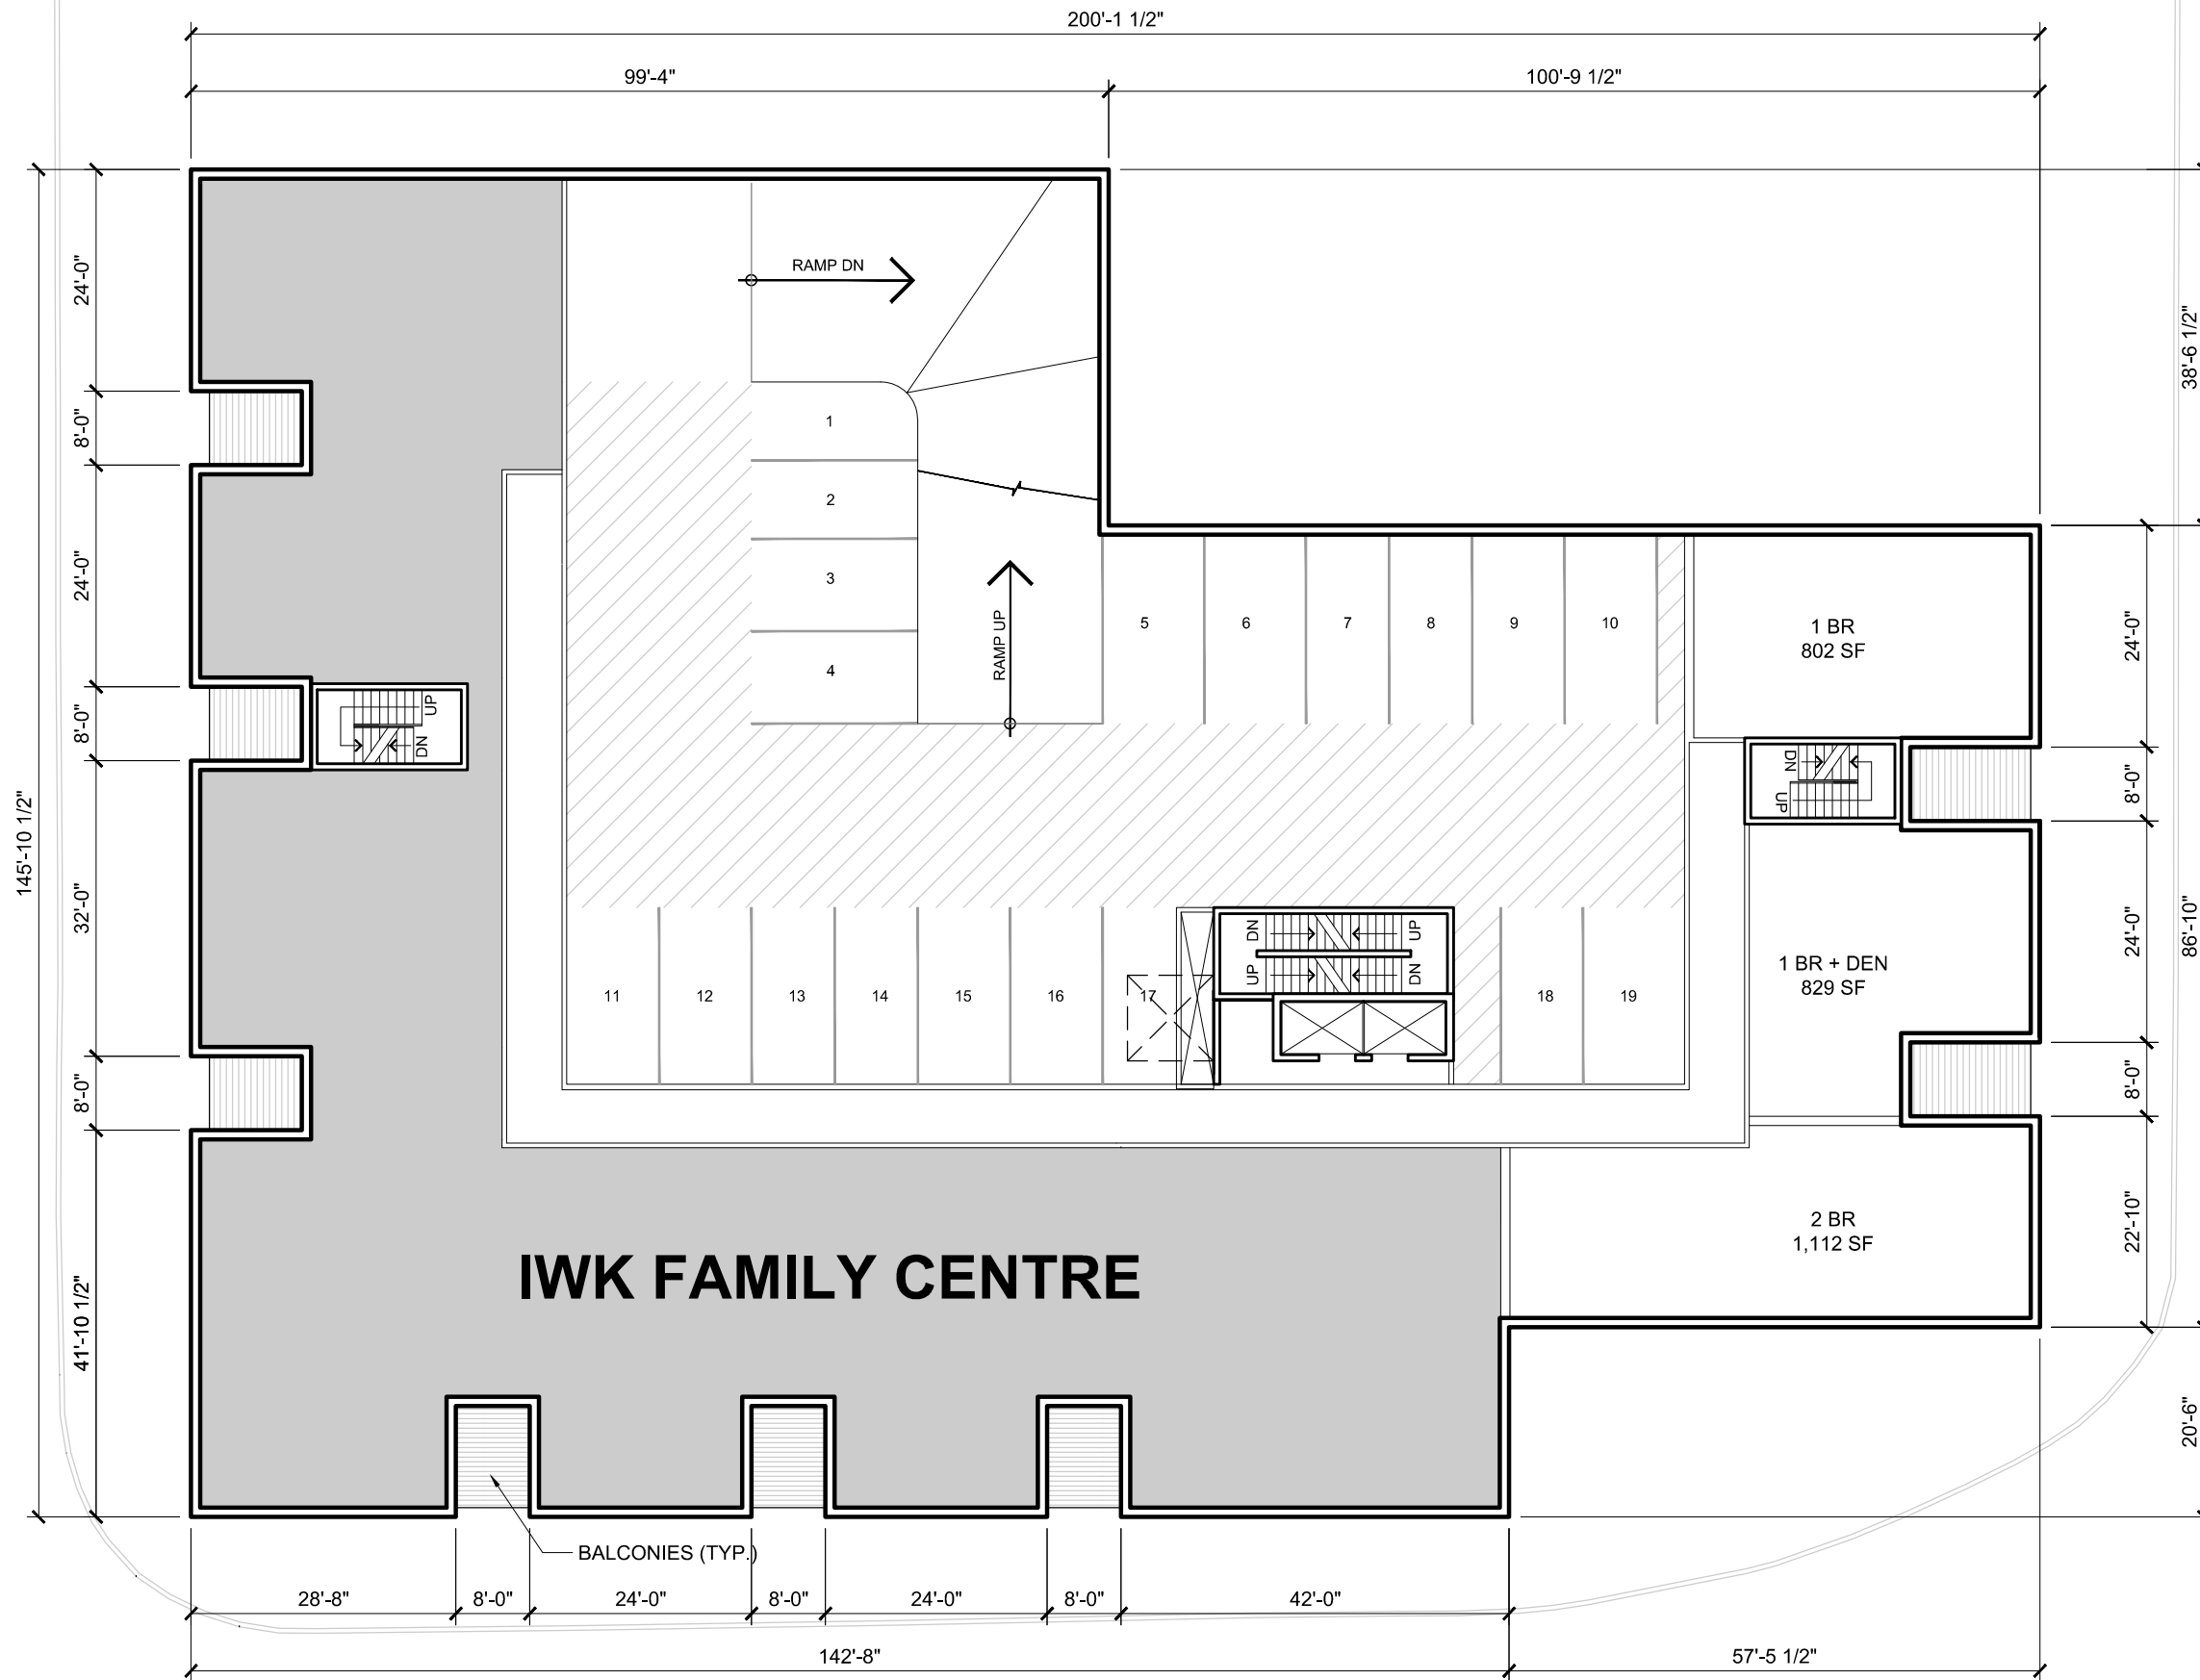 200'-1 1/2"
99'-4"
100'-9 1/2"
RAMP DN
24'-0"
38'-6 1/2"
1
8'-0"
2
3
24'-0"
RAMP UP
4
5
6
7
8
9
10
1 BR
802 SF
24'-0"
UP
DN
8'-0"
DN
UP
8'-0"
145'-10 1/2"
32'-0"
DN
UP
UP
DN
11
12
13
14
15
16
17
18
19
1 BR + DEN
829 SF
24'-0"
86'-10"
8'-0"
8'-0"
2 BR
1,112 SF
22'-10"
IWK FAMILY CENTRE
41'-10 1/2"
20'-6"
BALCONIES (TYP.)
28'-8"
8'-0"
24'-0"
8'-0"
24'-0"
8'-0"
42'-0"
142'-8"
57'-5 1/2"